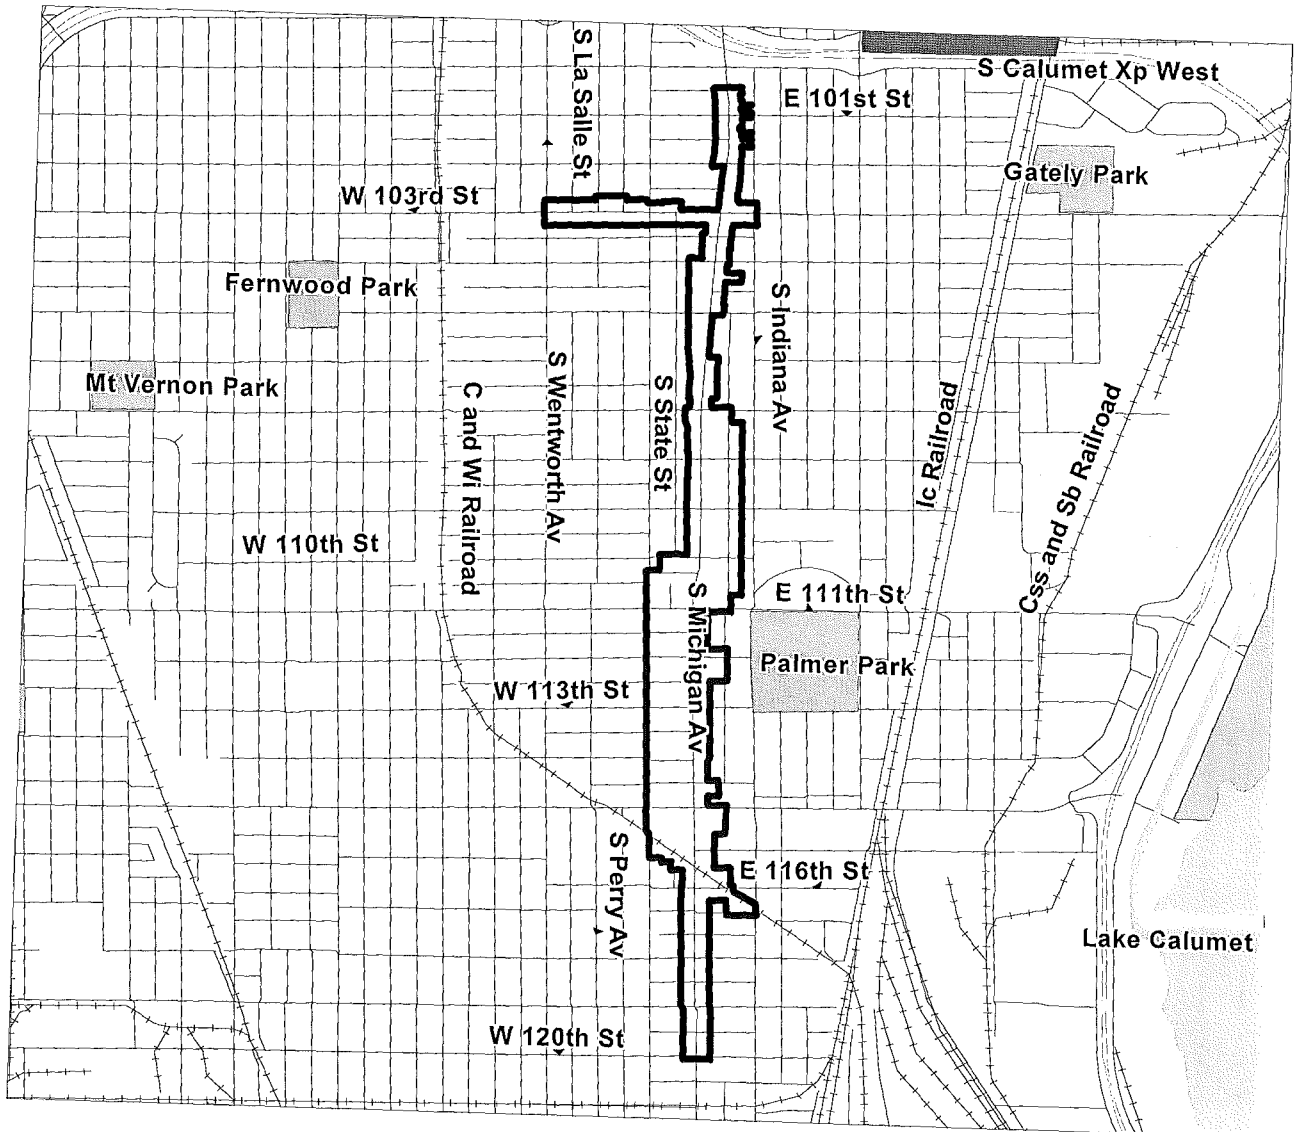 S La Salle St
S Calumet Xp West
E 101st St
Gately Park
W 103rd St
Fernwood Park
S Indiana Av
Mt Vernon Park
S Wentworth Av
S State St
C and Wi Railroad
Ic Railroad
Css and Sb Railroad
W 110th St
E 111th St
S Michigan Av
Palmer Park
W 113th St
S Perry Av
E 116th St
Lake Calumet
W 120th St